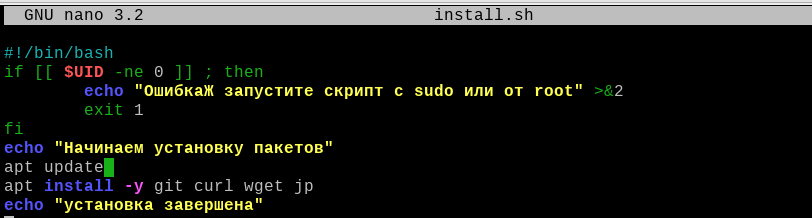 GNU nano 3.2 install.sh
#!/bin/bash
if [[ $UID -ne 0 ]] ; then
echo "ОшибкаЖ запустите скрипт с sudo или от root" >&2
exit 1
fi
echo "Начинаем установку пакетов"
apt update
apt install -y git curl wget jp
echo "установка завершена"